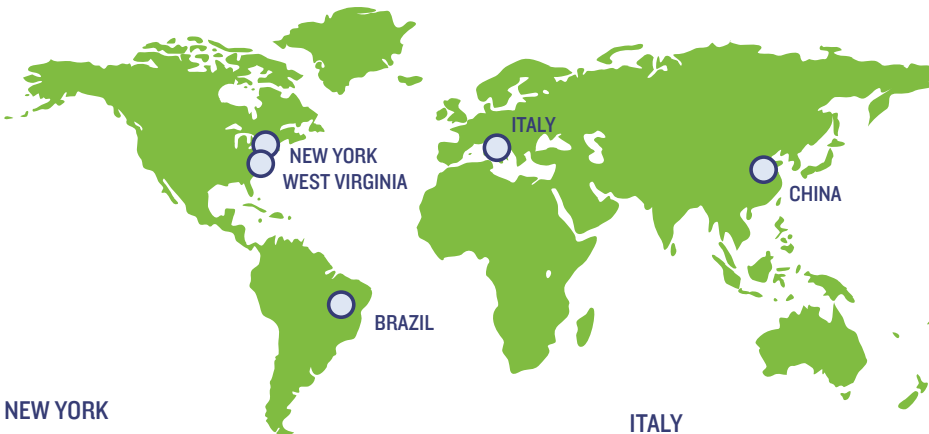 ITALY
NEW YORK
WEST VIRGINIA
CHINA
BRAZIL
NEW YORK
ITALY